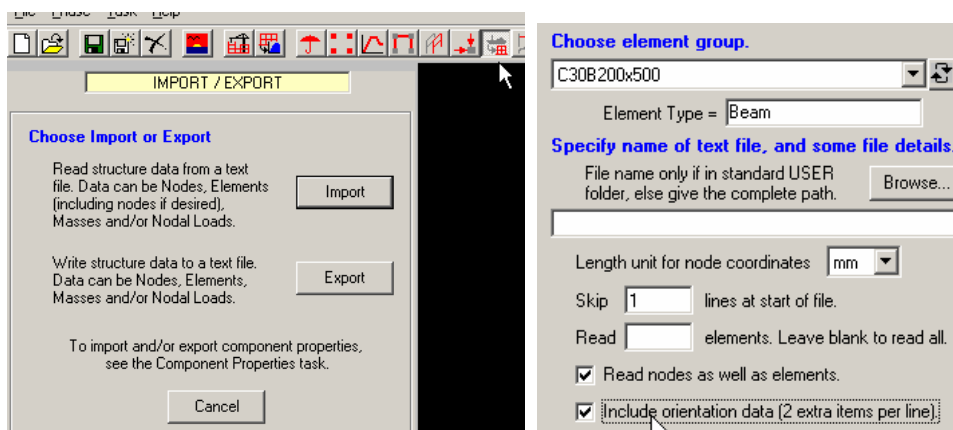 File Phase Task Help
IMPORT / EXPORT
Choose Import or Export
Read structure data from a text
file. Data can be Nodes, Elements
(including nodes if desired),
Masses and/or Nodal Loads.
Import
Write structure data to a text file.
Data can be Nodes, Elements,
Masses and/or Nodal Loads.
Export
To import and/or export component properties,
see the Component Properties task.
Cancel
Choose element group.
C30B200x500
Element Type = Beam
Specify name of text file, and some file details.
File name only if in standard USER
folder, else give the complete path.
Browse...
Length unit for node coordinates mm
Skip 1 lines at start of file.
Read elements. Leave blank to read all.
Read nodes as well as elements.
Include orientation data (2 extra items per line).